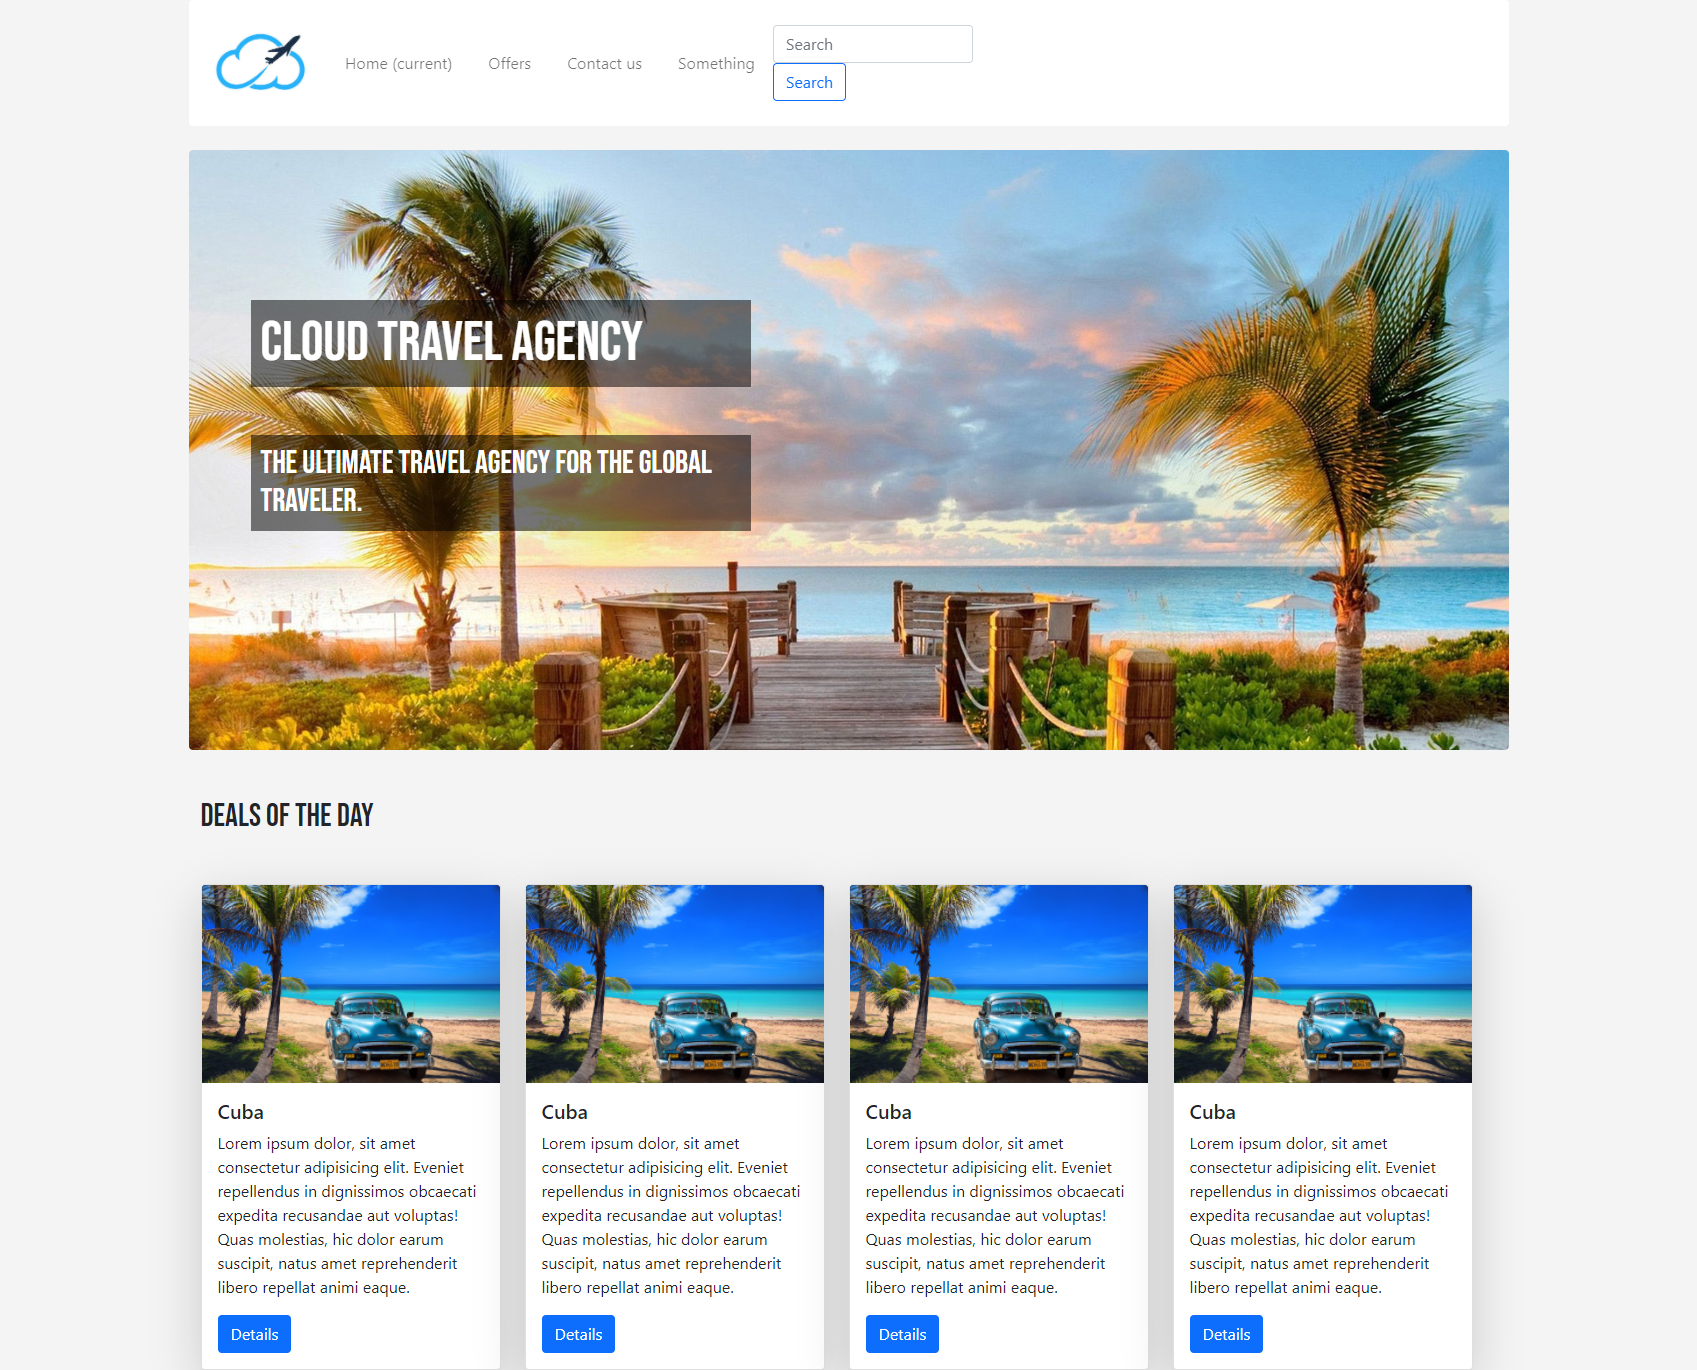 Home (current) Offers Contact us Something
Search
Search
CLOUD TRAVEL AGENCY
THE ULTIMATE TRAVEL AGENCY FOR THE GLOBAL
TRAVELER.
DEALS OF THE DAY
Cuba
Lorem ipsum dolor, sit amet
consectetur adipisicing elit. Eveniet
repellendus in dignissimos obcaecati
expedita recusandae aut voluptas!
Quas molestias, hic dolor earum
suscipit, natus amet reprehenderit
libero repellat animi eaque.
Details
Cuba
Lorem ipsum dolor, sit amet
consectetur adipisicing elit. Eveniet
repellendus in dignissimos obcaecati
expedita recusandae aut voluptas!
Quas molestias, hic dolor earum
suscipit, natus amet reprehenderit
libero repellat animi eaque.
Details
Cuba
Lorem ipsum dolor, sit amet
consectetur adipisicing elit. Eveniet
repellendus in dignissimos obcaecati
expedita recusandae aut voluptas!
Quas molestias, hic dolor earum
suscipit, natus amet reprehenderit
libero repellat animi eaque.
Details
Cuba
Lorem ipsum dolor, sit amet
consectetur adipisicing elit. Eveniet
repellendus in dignissimos obcaecati
expedita recusandae aut voluptas!
Quas molestias, hic dolor earum
suscipit, natus amet reprehenderit
libero repellat animi eaque.
Details